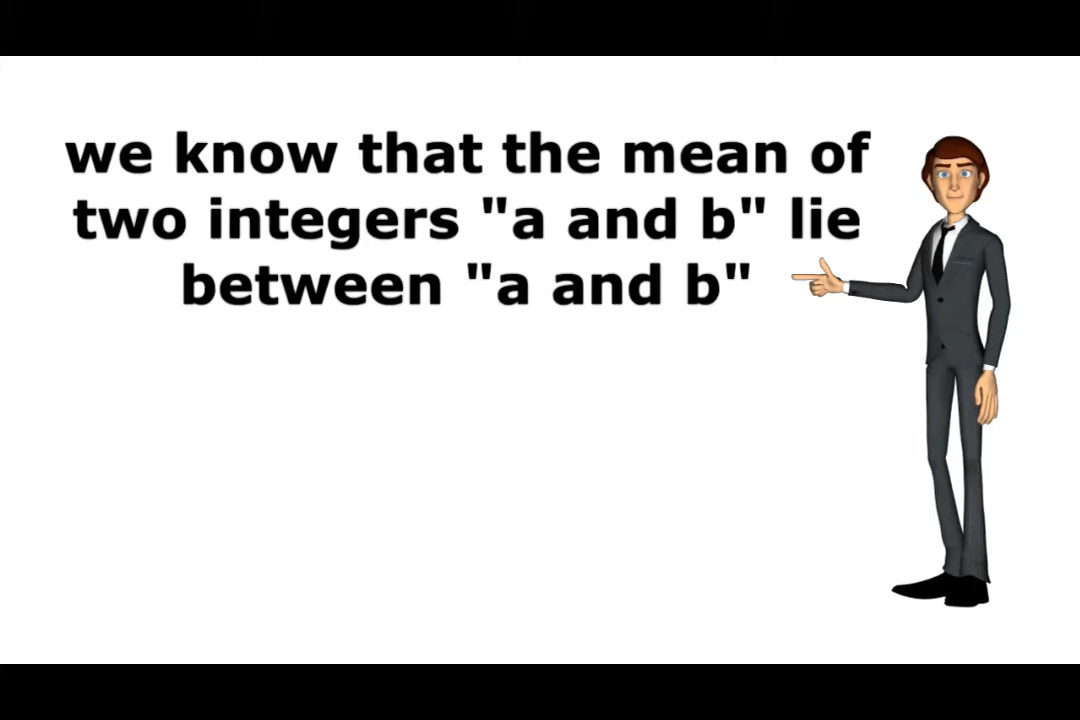 we know that the mean of
two integers "a and b" lie
between "a and b"